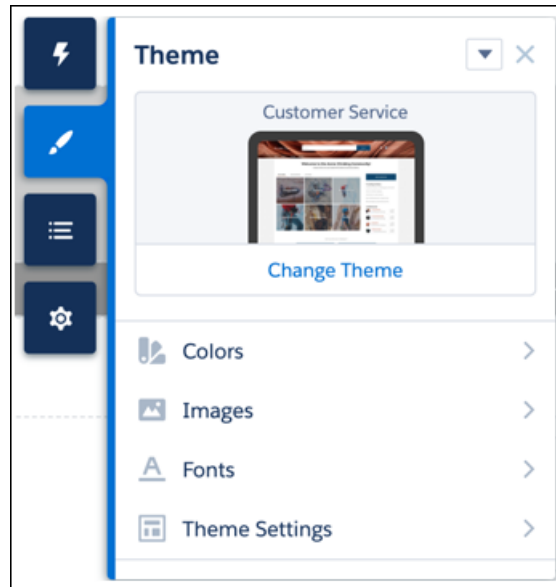 Theme
Customer Service
Change Theme
Colors
Images
A Fonts
Theme Settings